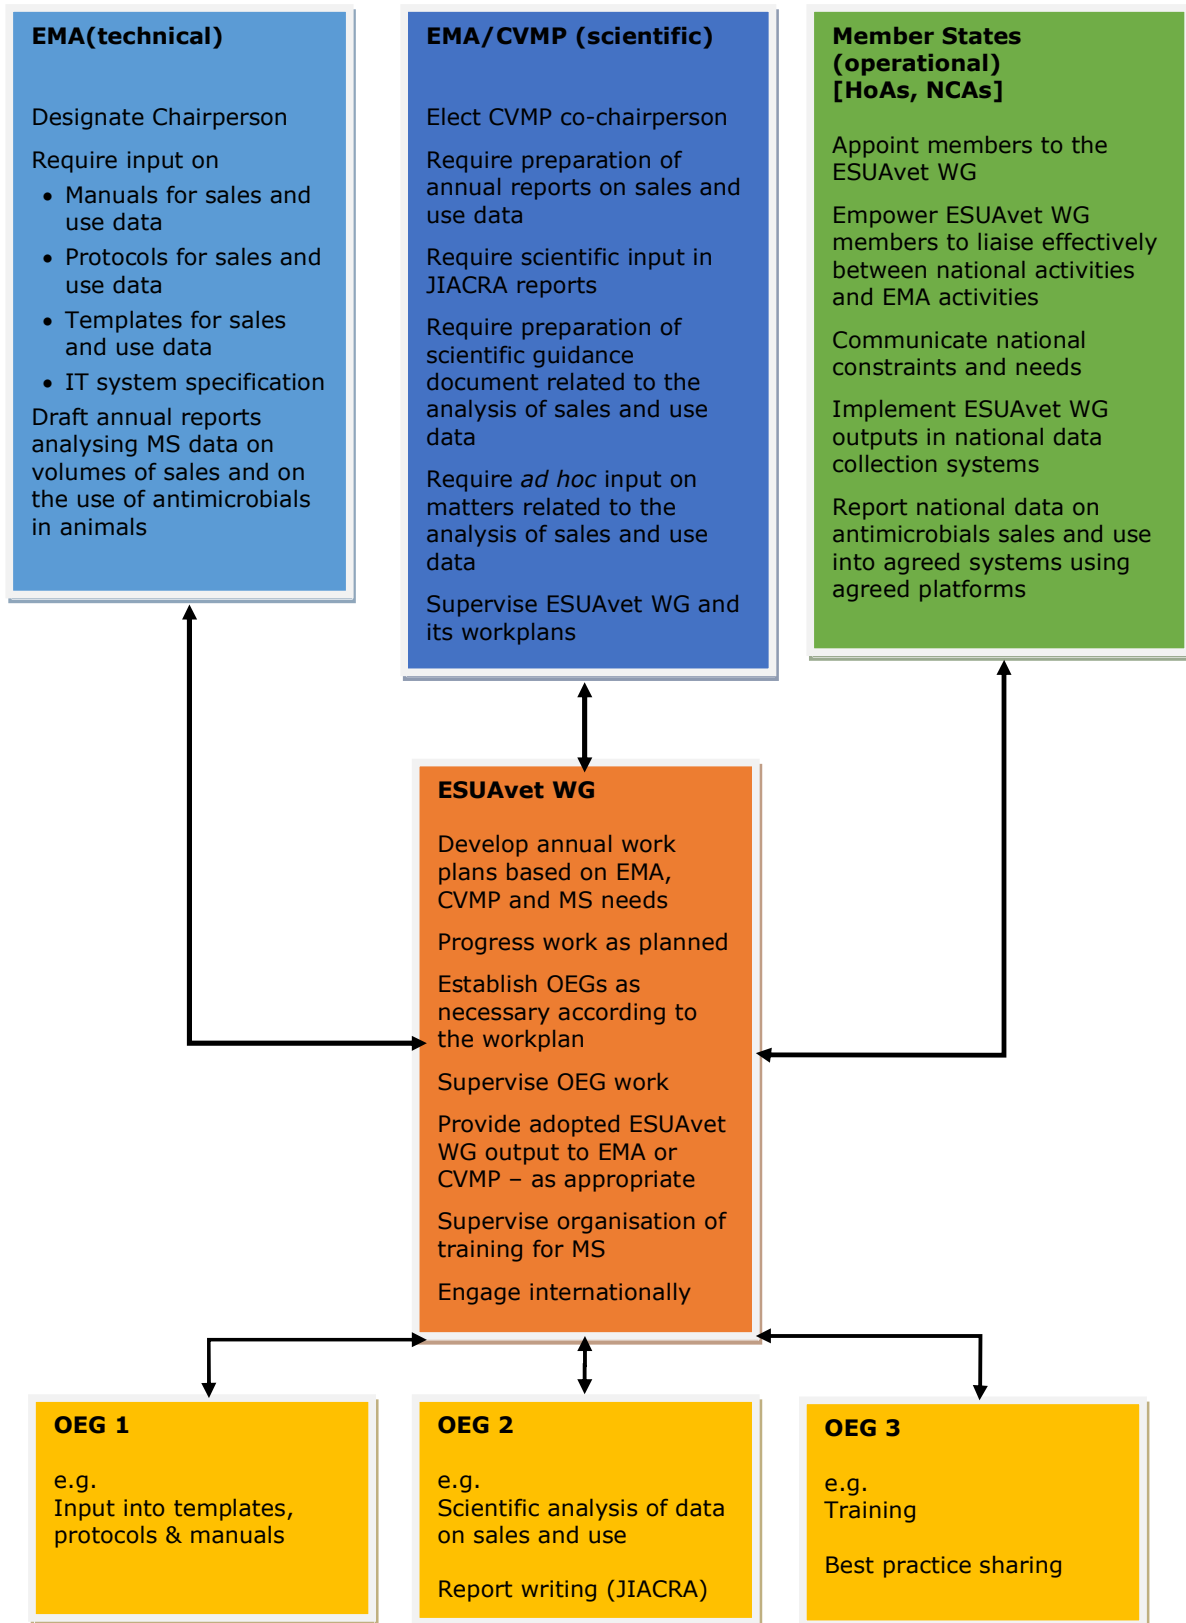 EMA(technical)
Designate Chairperson
Require input on
• Manuals for sales and
use data
• Protocols for sales and
use data
• Templates for sales
and use data
• IT system specification
Draft annual reports
analysing MS data on
volumes of sales and on
the use of antimicrobials
in animals
EMA/CVMP (scientific)
Elect CVMP co-chairperson
Require preparation of
annual reports on sales and
use data
Require scientific input in
JIACRA reports
Require preparation of
scientific guidance
document related to the
analysis of sales and use
data
Require ad hoc input on
matters related to the
analysis of sales and use
data
Supervise ESUAvet WG and
its workplans
Member States
(operational)
[HoAs, NCAs]
Appoint members to the
ESUAvet WG
Empower ESUAvet WG
members to liaise effectively
between national activities
and EMA activities
Communicate national
constraints and needs
Implement ESUAvet WG
outputs in national data
collection systems
Report national data on
antimicrobials sales and use
into agreed systems using
agreed platforms
ESUAvet WG
Develop annual work
plans based on EMA,
CVMP and MS needs
Progress work as planned
Establish OEGs as
necessary according to
the workplan
Supervise OEG work
Provide adopted ESUAvet
WG output to EMA or
CVMP – as appropriate
Supervise organisation of
training for MS
Engage internationally
OEG 1
e.g.
Input into templates,
protocols & manuals
OEG 2
e.g.
Scientific analysis of data
on sales and use
Report writing (JIACRA)
OEG 3
e.g.
Training
Best practice sharing